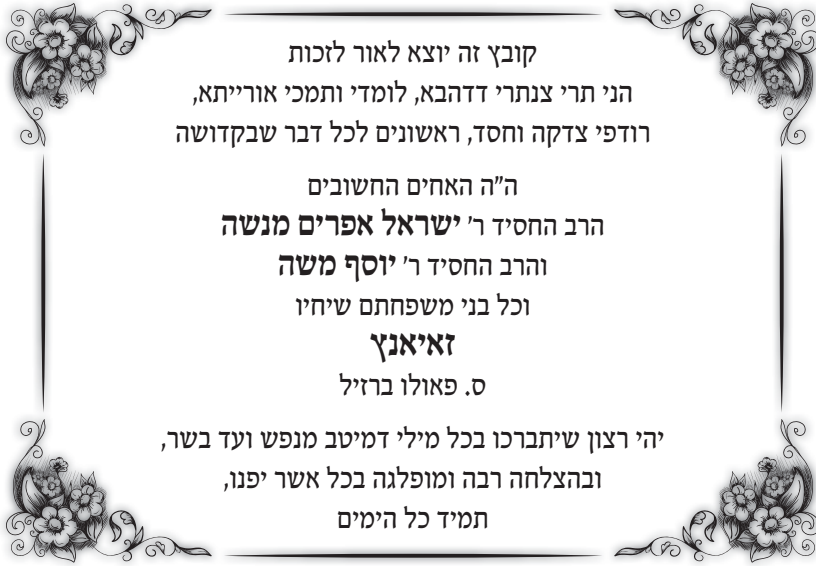 קובץ זה יוצא לאור לזכות
הני תרי צנתרי דדהבא, לומדי ותמכי אורייתא,
רודפי צדקה וחסד, ראשונים לכל דבר שבקדושה
ה״ה האחים החשובים
הרב החסיד ר׳ ישראל אפרים מנשה
והרב החסיד ר׳ יוסף משה
וכל בני משפחתם שיחיו
זאיאנץ
ס. פאולו ברזיל
יהי רצון שיתברכו בכל מילי דמיטב מנפש ועד בשר,
ובהצלחה רבה ומופלגה בכל אשר יפנו,
תמיד כל הימים